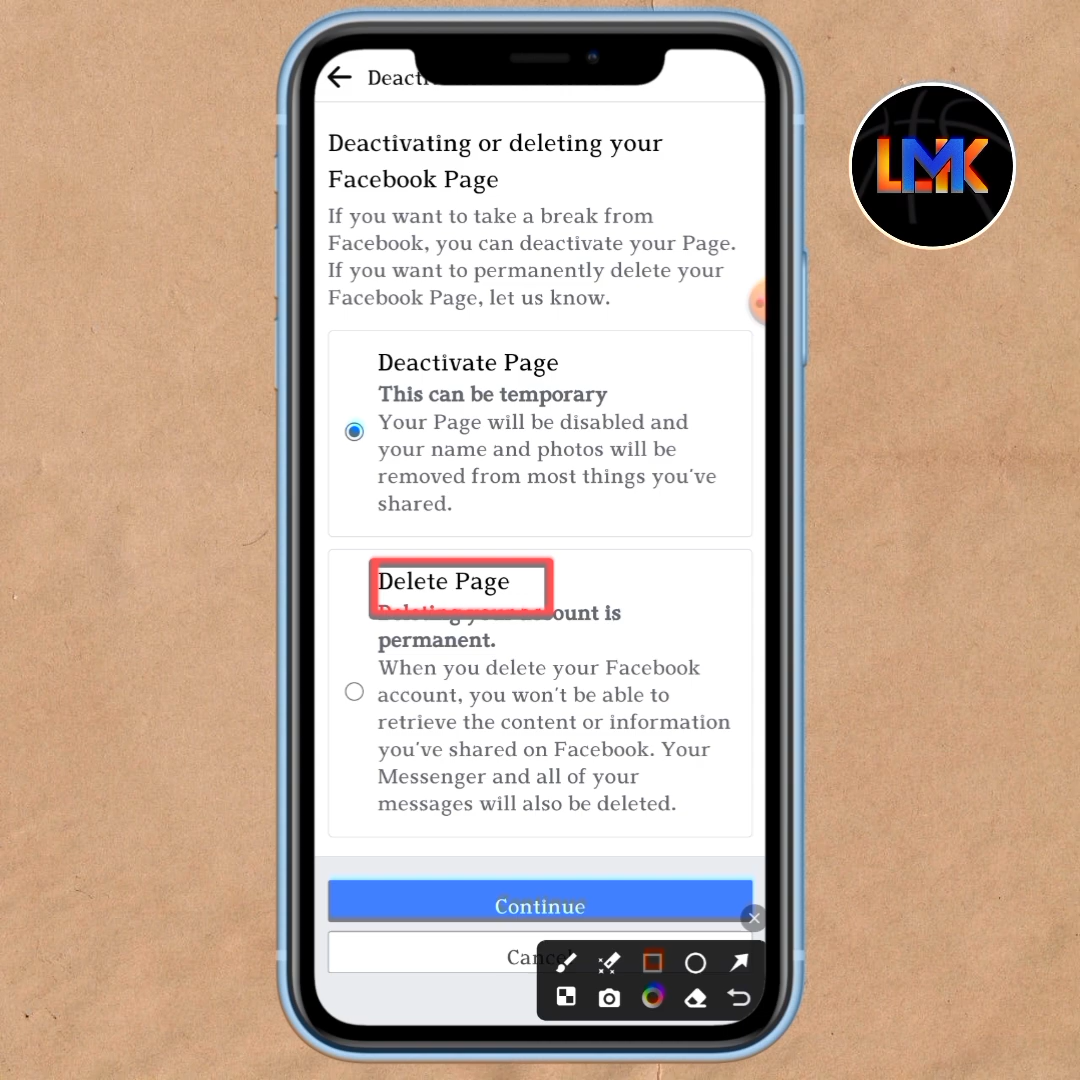 LMK
Deacti
Deactivating or deleting your
Facebook Page
If you want to take a break from
Facebook, you can deactivate your Page.
If you want to permanently delete your
Facebook Page, let us know.
Deactivate Page
This can be temporary
Your Page will be disabled and
your name and photos will be
removed from most things you've
shared.
Delete Page
Deleting your account is
permanent.
When you delete your Facebook
account, you won't be able to
retrieve the content or information
you've shared on Facebook. Your
Messenger and all of your
messages will also be deleted.
Continue
Cancel